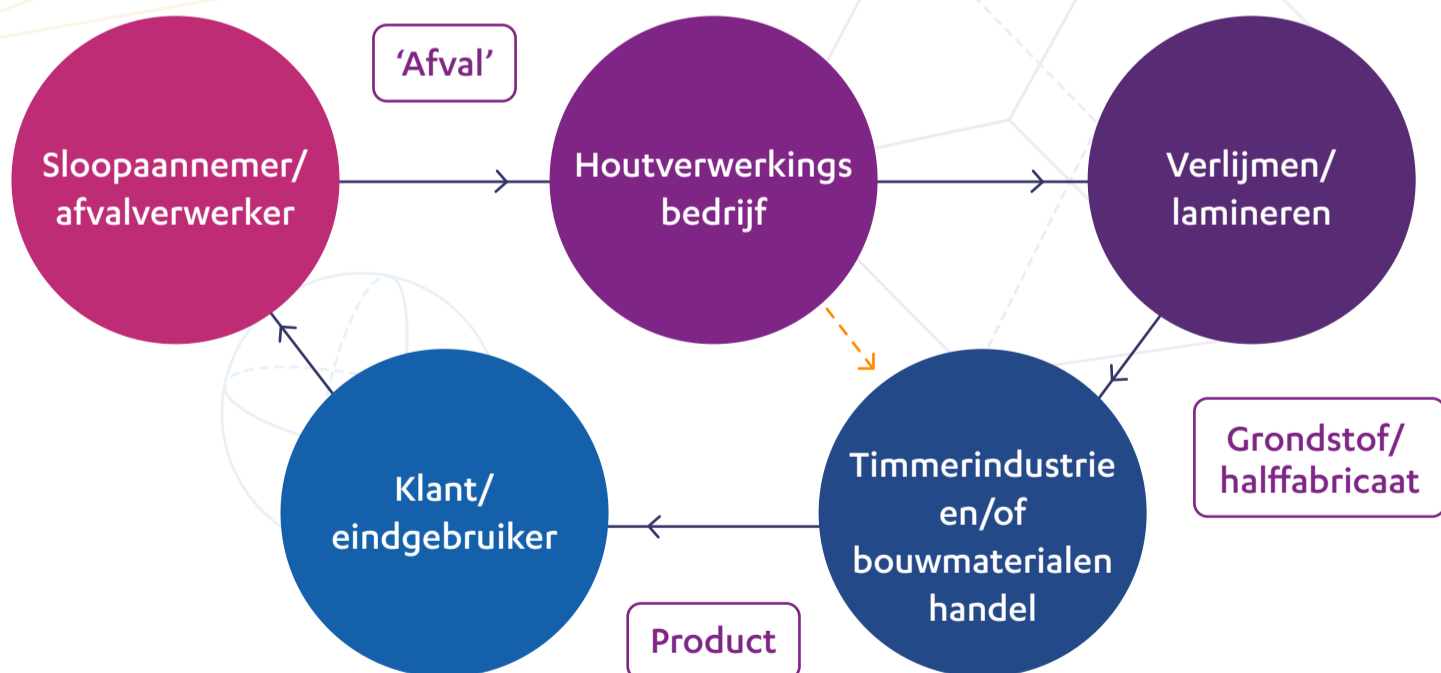 ‘Afval’
Sloopaannemer/
afvalverwerker
Houtverwerkings
bedrijf
Verlijmen/
lamineren
Klant/
eindgebruiker
Timmerindustrie
en/of
bouwmaterialen
handel
Grondstof/
halffabricaat
Product